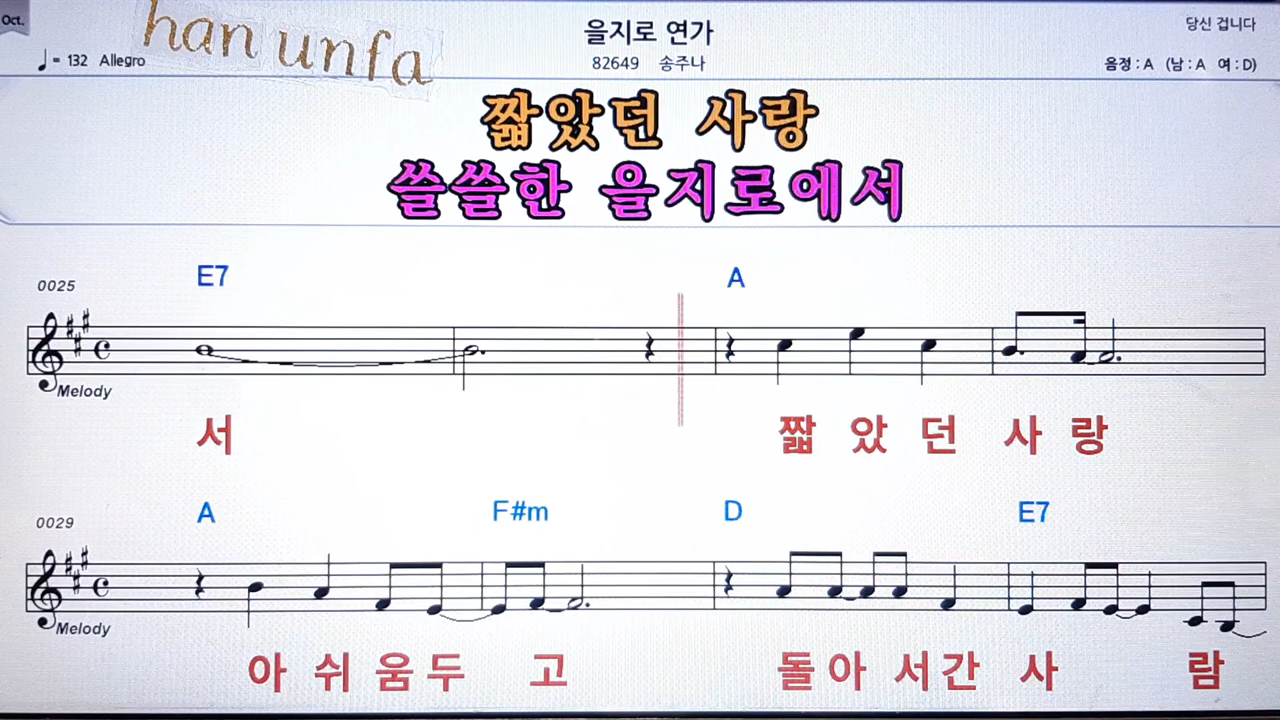 Oct.
han unfa
을지로 연가
당신 겁니다
♩= 132 Allegro
82649 송주나
음정 : A (남 : A 여 : D)
짧았던 사랑
쓸쓸한 을지로에서
E7 A
0025
Melody
서 짧 았 던 사 랑
A F#m D E7
0029
Melody
아 쉬 움 두 고 돌 아 서 간 사 람